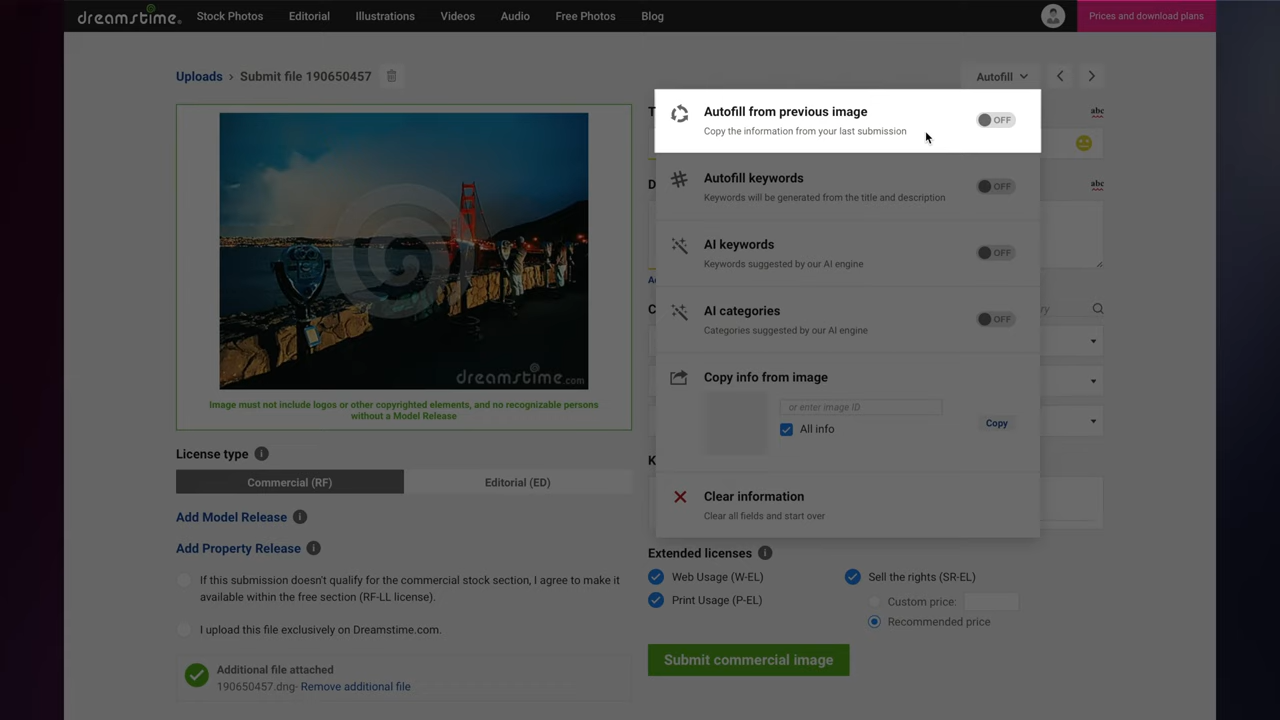 dreamstime.
Stock Photos
Editorial
Illustrations
Videos
Audio
Free Photos
Blog
Prices and download plans
Uploads › Submit file 190650457
Autofill
T
abc
Autofill from previous image
OFF
Copy the information from your last submission
D
abc
Autofill keywords
OFF
Keywords will be generated from the title and description
AI keywords
OFF
Keywords suggested by our AI engine
C
AI categories
OFF
Categories suggested by our AI engine
Copy info from image
or enter image ID
All info
Copy
K
Clear information
Clear all fields and start over
dreamstime.com
Image must not include logos or other copyrighted elements, and no recognizable persons
without a Model Release
License type
Commercial (RF)
Editorial (ED)
Add Model Release
Add Property Release
If this submission doesn't qualify for the commercial stock section, I agree to make it
available within the free section (RF-LL license).
I upload this file exclusively on Dreamstime.com.
Additional file attached
190650457.dng- Remove additional file
Extended licenses
Web Usage (W-EL)
Sell the rights (SR-EL)
Print Usage (P-EL)
Custom price:
Recommended price
Submit commercial image